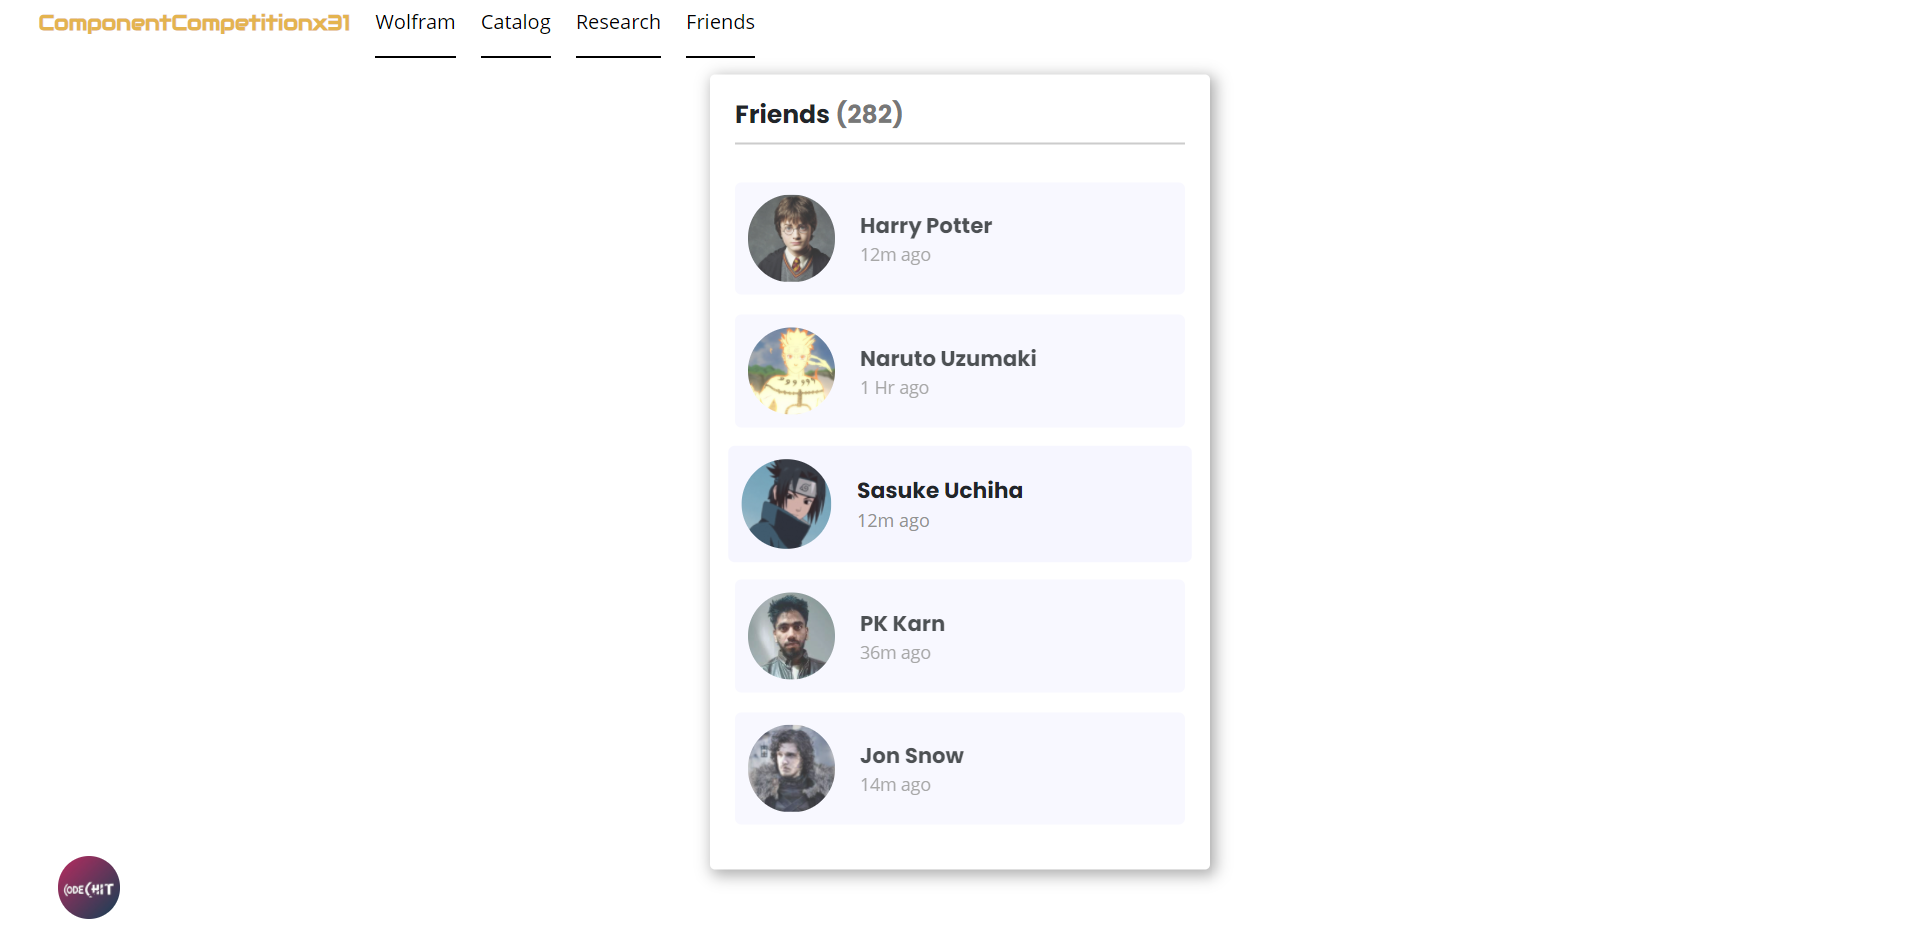 ComponentCompetitionx31 Wolfram Catalog Research Friends
Friends (282)
Harry Potter
12m ago
Naruto Uzumaki
1 Hr ago
Sasuke Uchiha
12m ago
PK Karn
36m ago
Jon Snow
14m ago
CODE CHIT